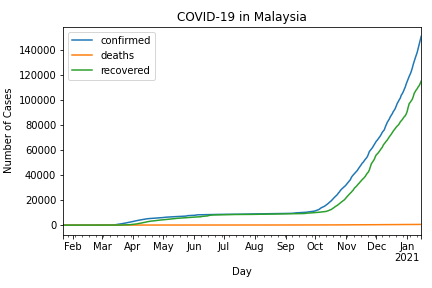 COVID-19 in Malaysia
confirmed
deaths
recovered
Number of Cases
140000
120000
100000
80000
60000
40000
20000
0
Feb Mar Apr May Jun Jul Aug Sep Oct Nov Dec Jan
2021
Day